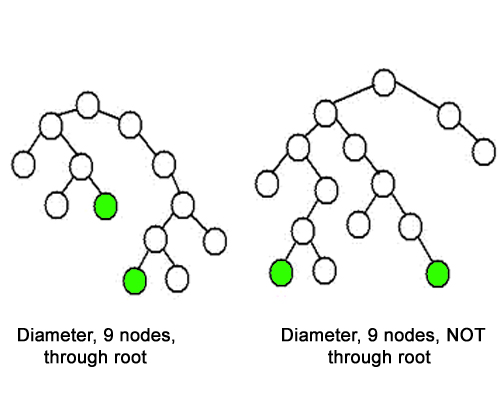 Diameter, 9 nodes,
through root
Diameter, 9 nodes, NOT
through root